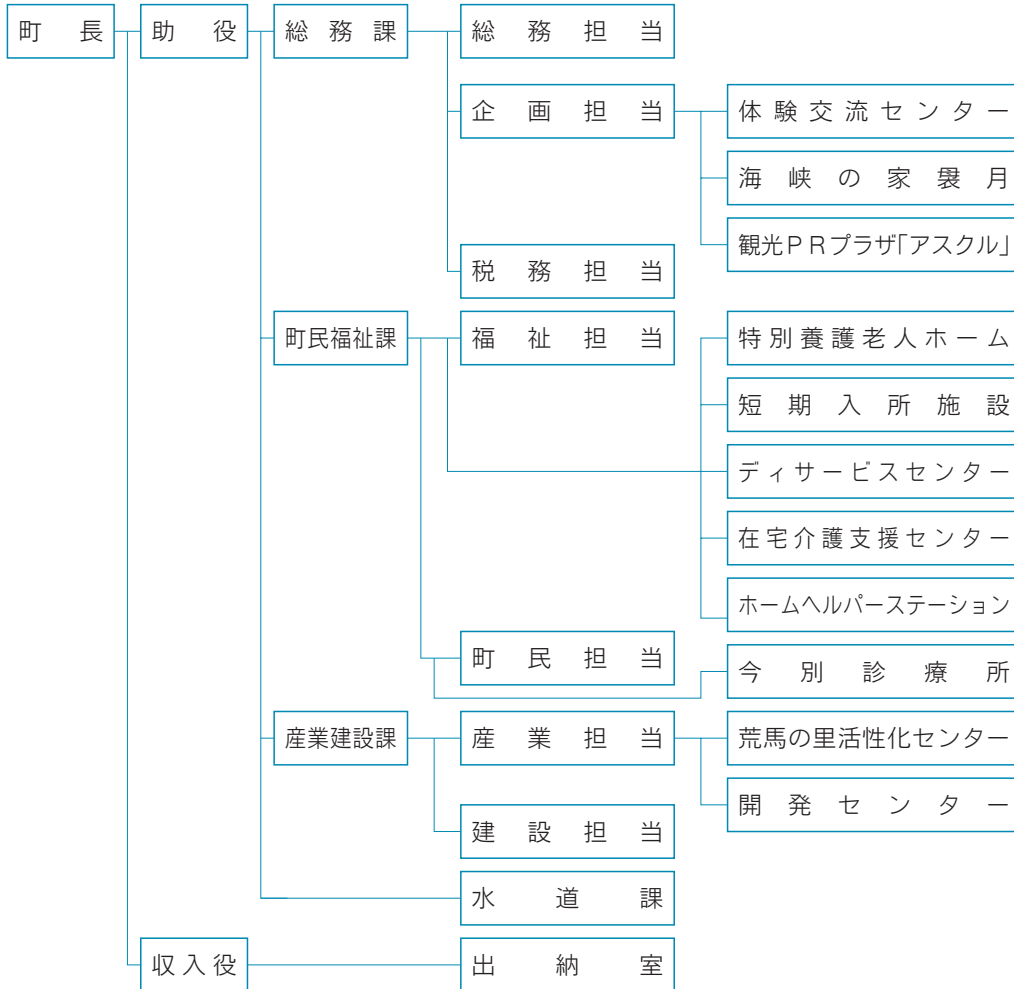 町長 助役 総務課 総務担当
企画担当 体験交流センター
海峡の家 袰月
観光PRプラザ「アスクル」
税務担当
町民福祉課 福祉担当 特別養護老人ホーム
短期入所施設
ディサービスセンター
在宅介護支援センター
ホームヘルパーステーション
町民担当
今別診療所
産業建設課 産業担当 荒馬の里活性化センター
開発センター
建設担当
水道課
収入役 出納室